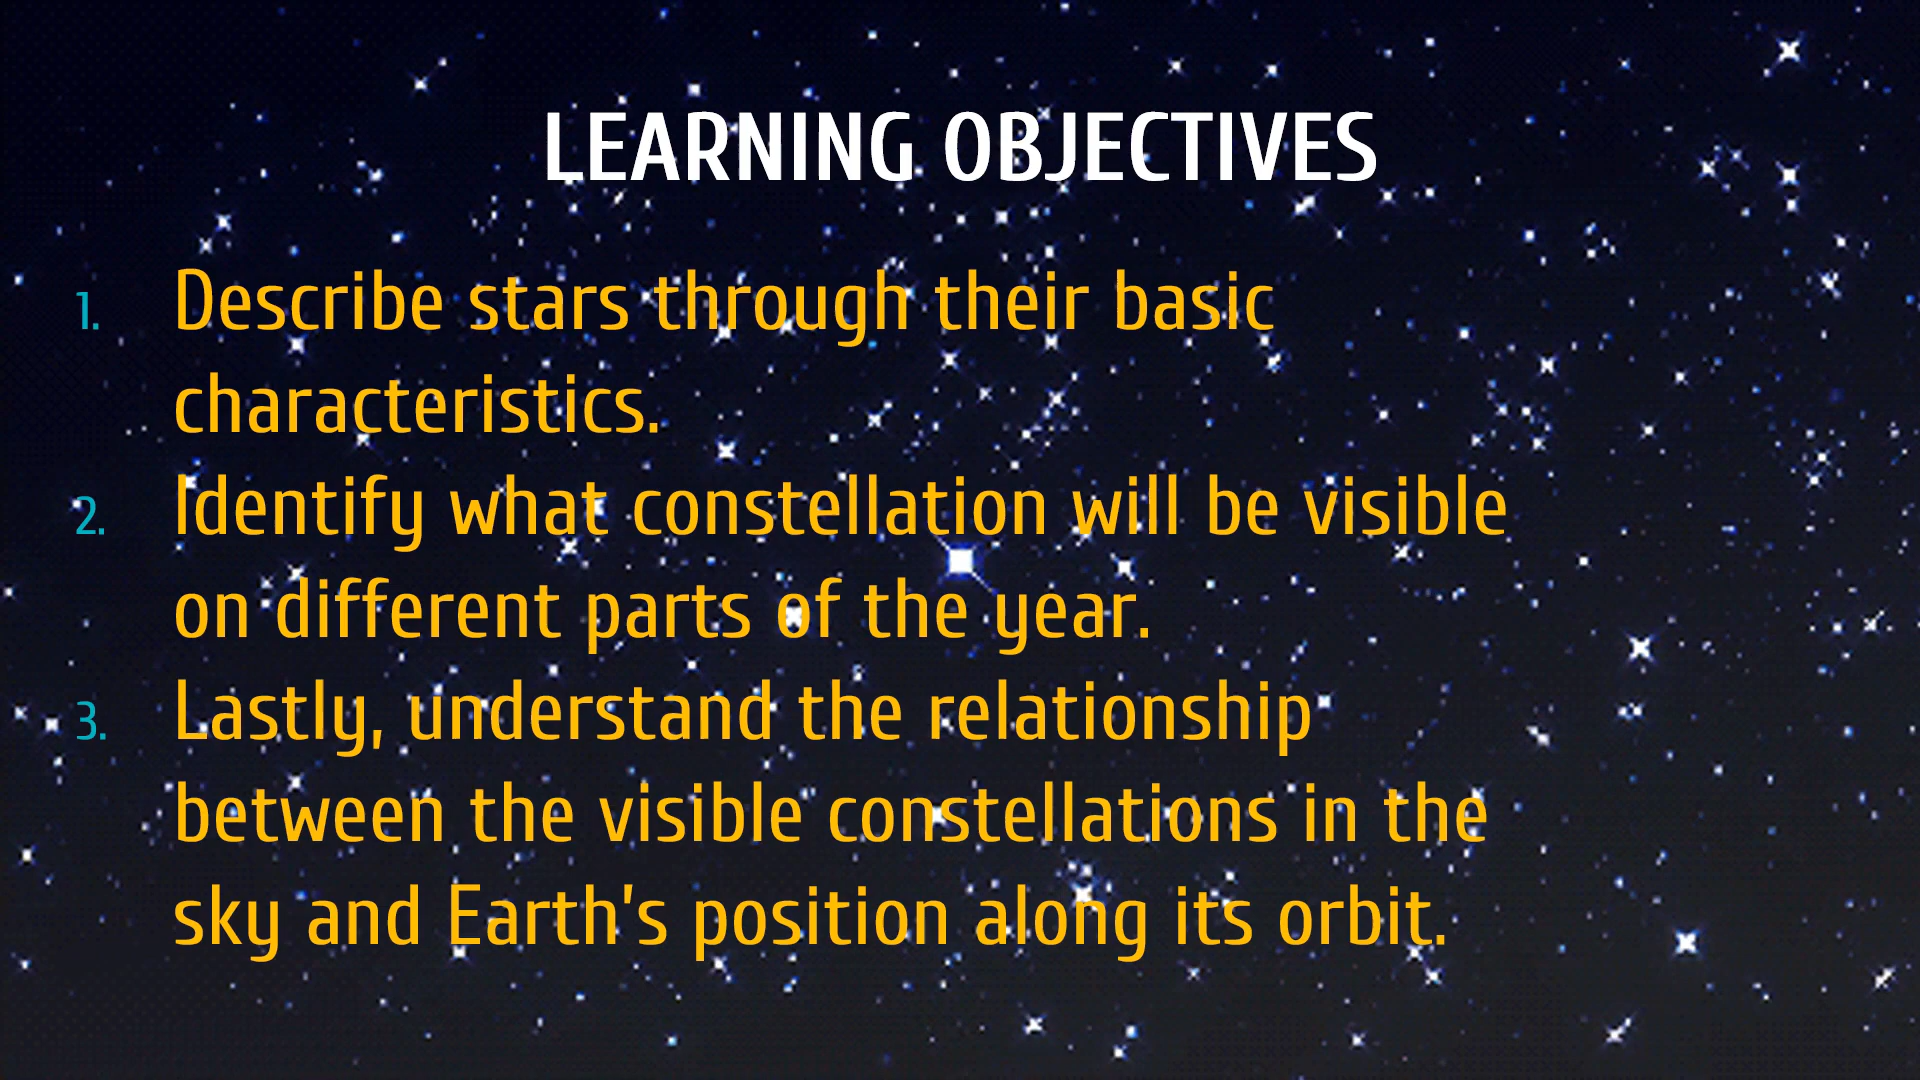 LEARNING OBJECTIVES
1. Describe stars through their basic
characteristics.
2. Identify what constellation will be visible
on different parts of the year.
3. Lastly, understand the relationship
between the visible constellations in the
sky and Earth's position along its orbit.